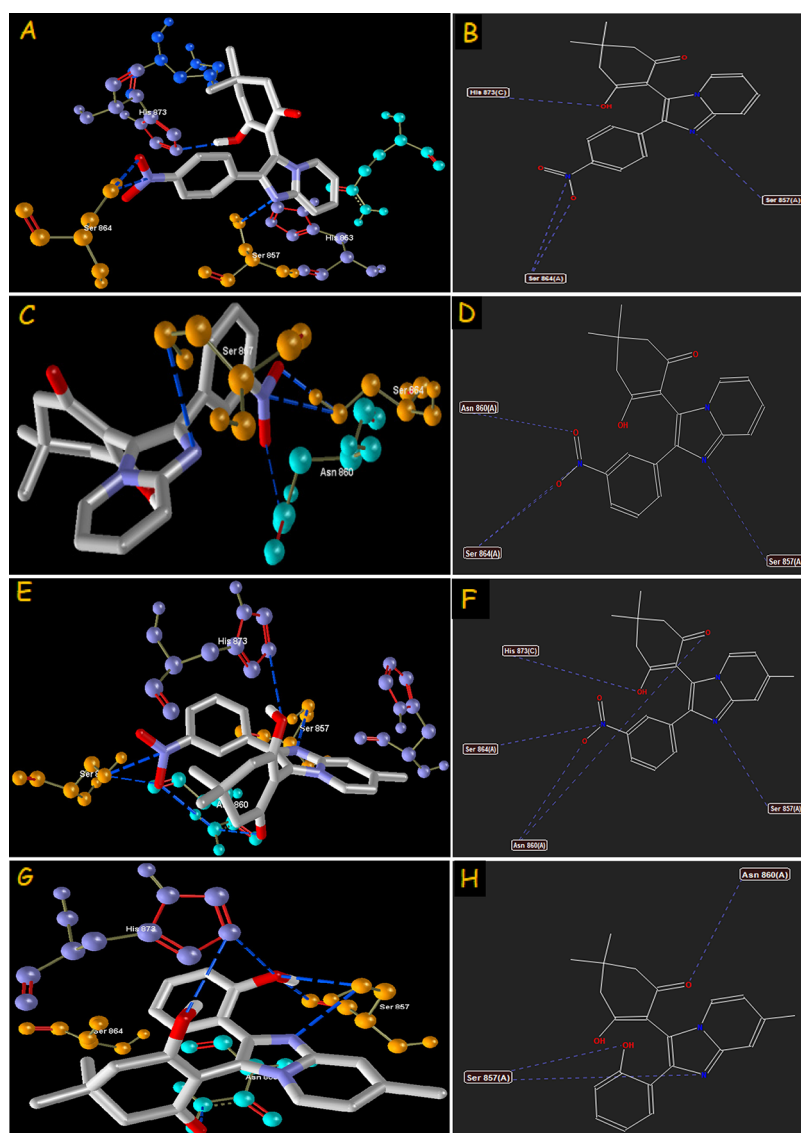 A
His 873
Ser 864
Ser 857
His 853
B
O
His 873(C)
OH
N
N
O
N
O
Ser 857(A)
Ser 864(A)
C
Ser 864
Asn 860
D
O
Asn 860(A)
OH
N
O
N
N
O
Ser 864(A)
Ser 857(A
E
His 873
Ser 857
Asn 860
F
O
His 873(C)
OH
N
O
N
N
Ser 864(A)
O
Ser 857(A)
Asn 860(A)
G
His 873
Ser 857
Ser 864
H
Asn 860(A)
O
OH
OH
N
Ser 857(A)
N